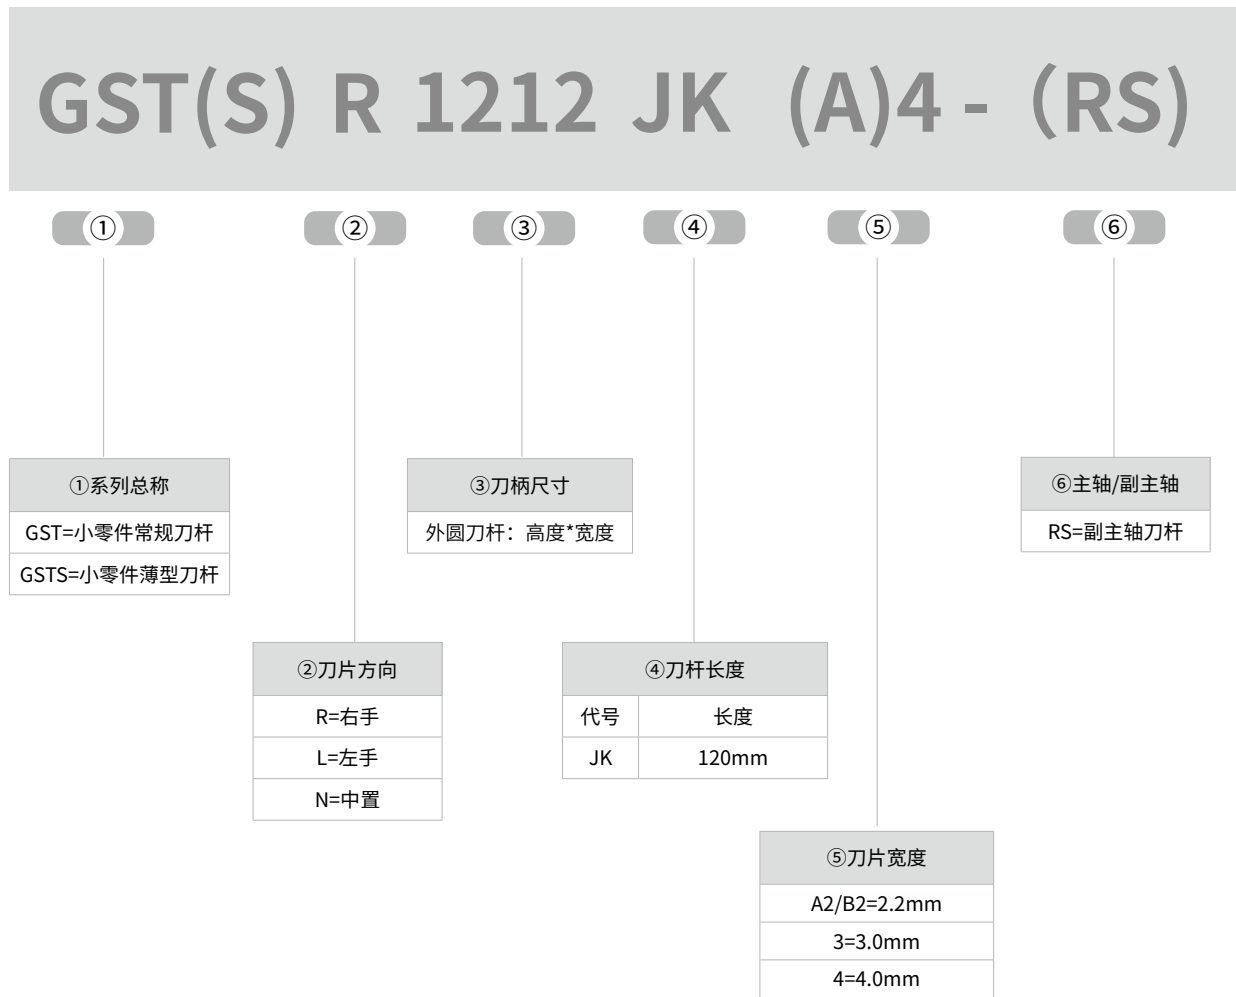 GST(S) R 1212 JK (A)4 - (RS)
① ② ③ ④ ⑤ ⑥
①系列总称
GST=小零件常规刀杆
GSTS=小零件薄型刀杆
③刀柄尺寸
外圆刀杆：高度*宽度
⑥主轴/副主轴
RS=副主轴刀杆
②刀片方向
R=右手
L=左手
N=中置
④刀杆长度
代号 长度
JK 120mm
⑤刀片宽度
A2/B2=2.2mm
3=3.0mm
4=4.0mm